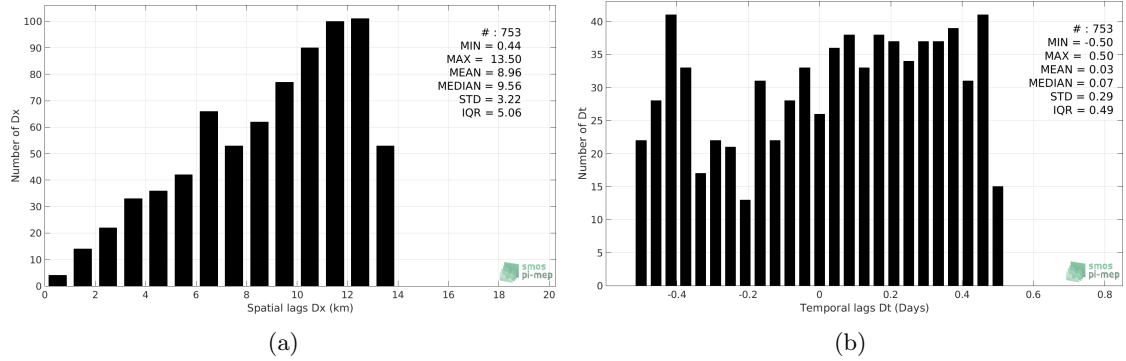 # : 753
MIN = 0.44
MAX = 13.50
MEAN = 8.96
MEDIAN = 9.56
STD = 3.22
IQR = 5.06
Number of Dx
100
90
80
70
60
50
40
30
20
10
0
0 2 4 6 8 10 12 14 16 18 20
Spatial lags Dx (km)
smos
pi-mep
(a)
# : 753
MIN = -0.50
MAX = 0.50
MEAN = 0.03
MEDIAN = 0.07
STD = 0.29
IQR = 0.49
Number of Dt
40
35
30
25
20
15
10
5
0
-0.4 -0.2 0 0.2 0.4 0.6 0.8
Temporal lags Dt (Days)
smos
pi-mep
(b)